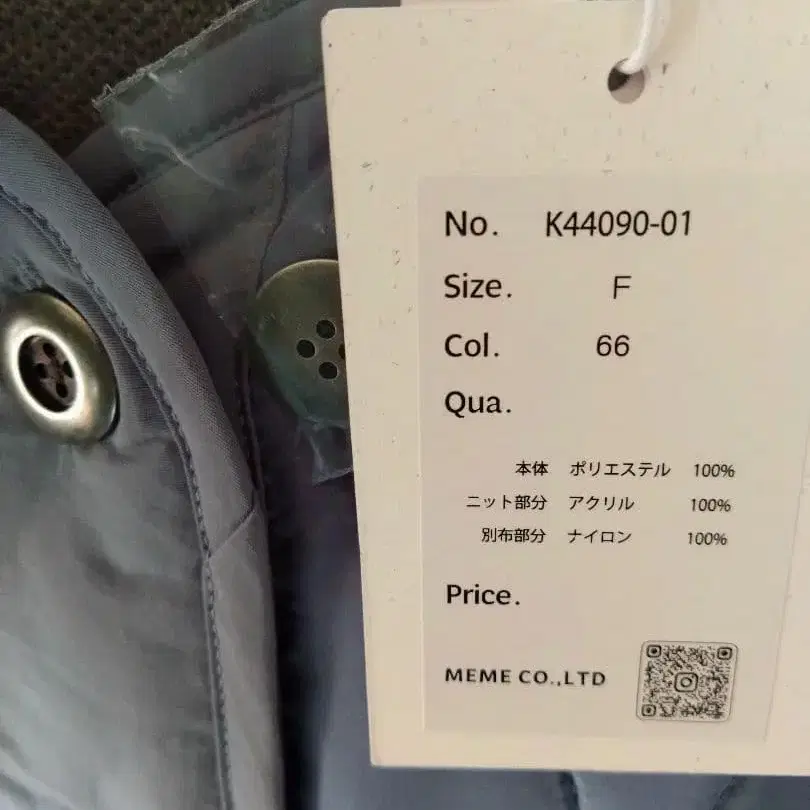 No. K44090-01
Size. F
Col. 66
Qua.
本体 ポリエステル 100%
ニット部分 アクリル 100%
別布部分 ナイロン 100%
Price.
MEME CO.,LTD